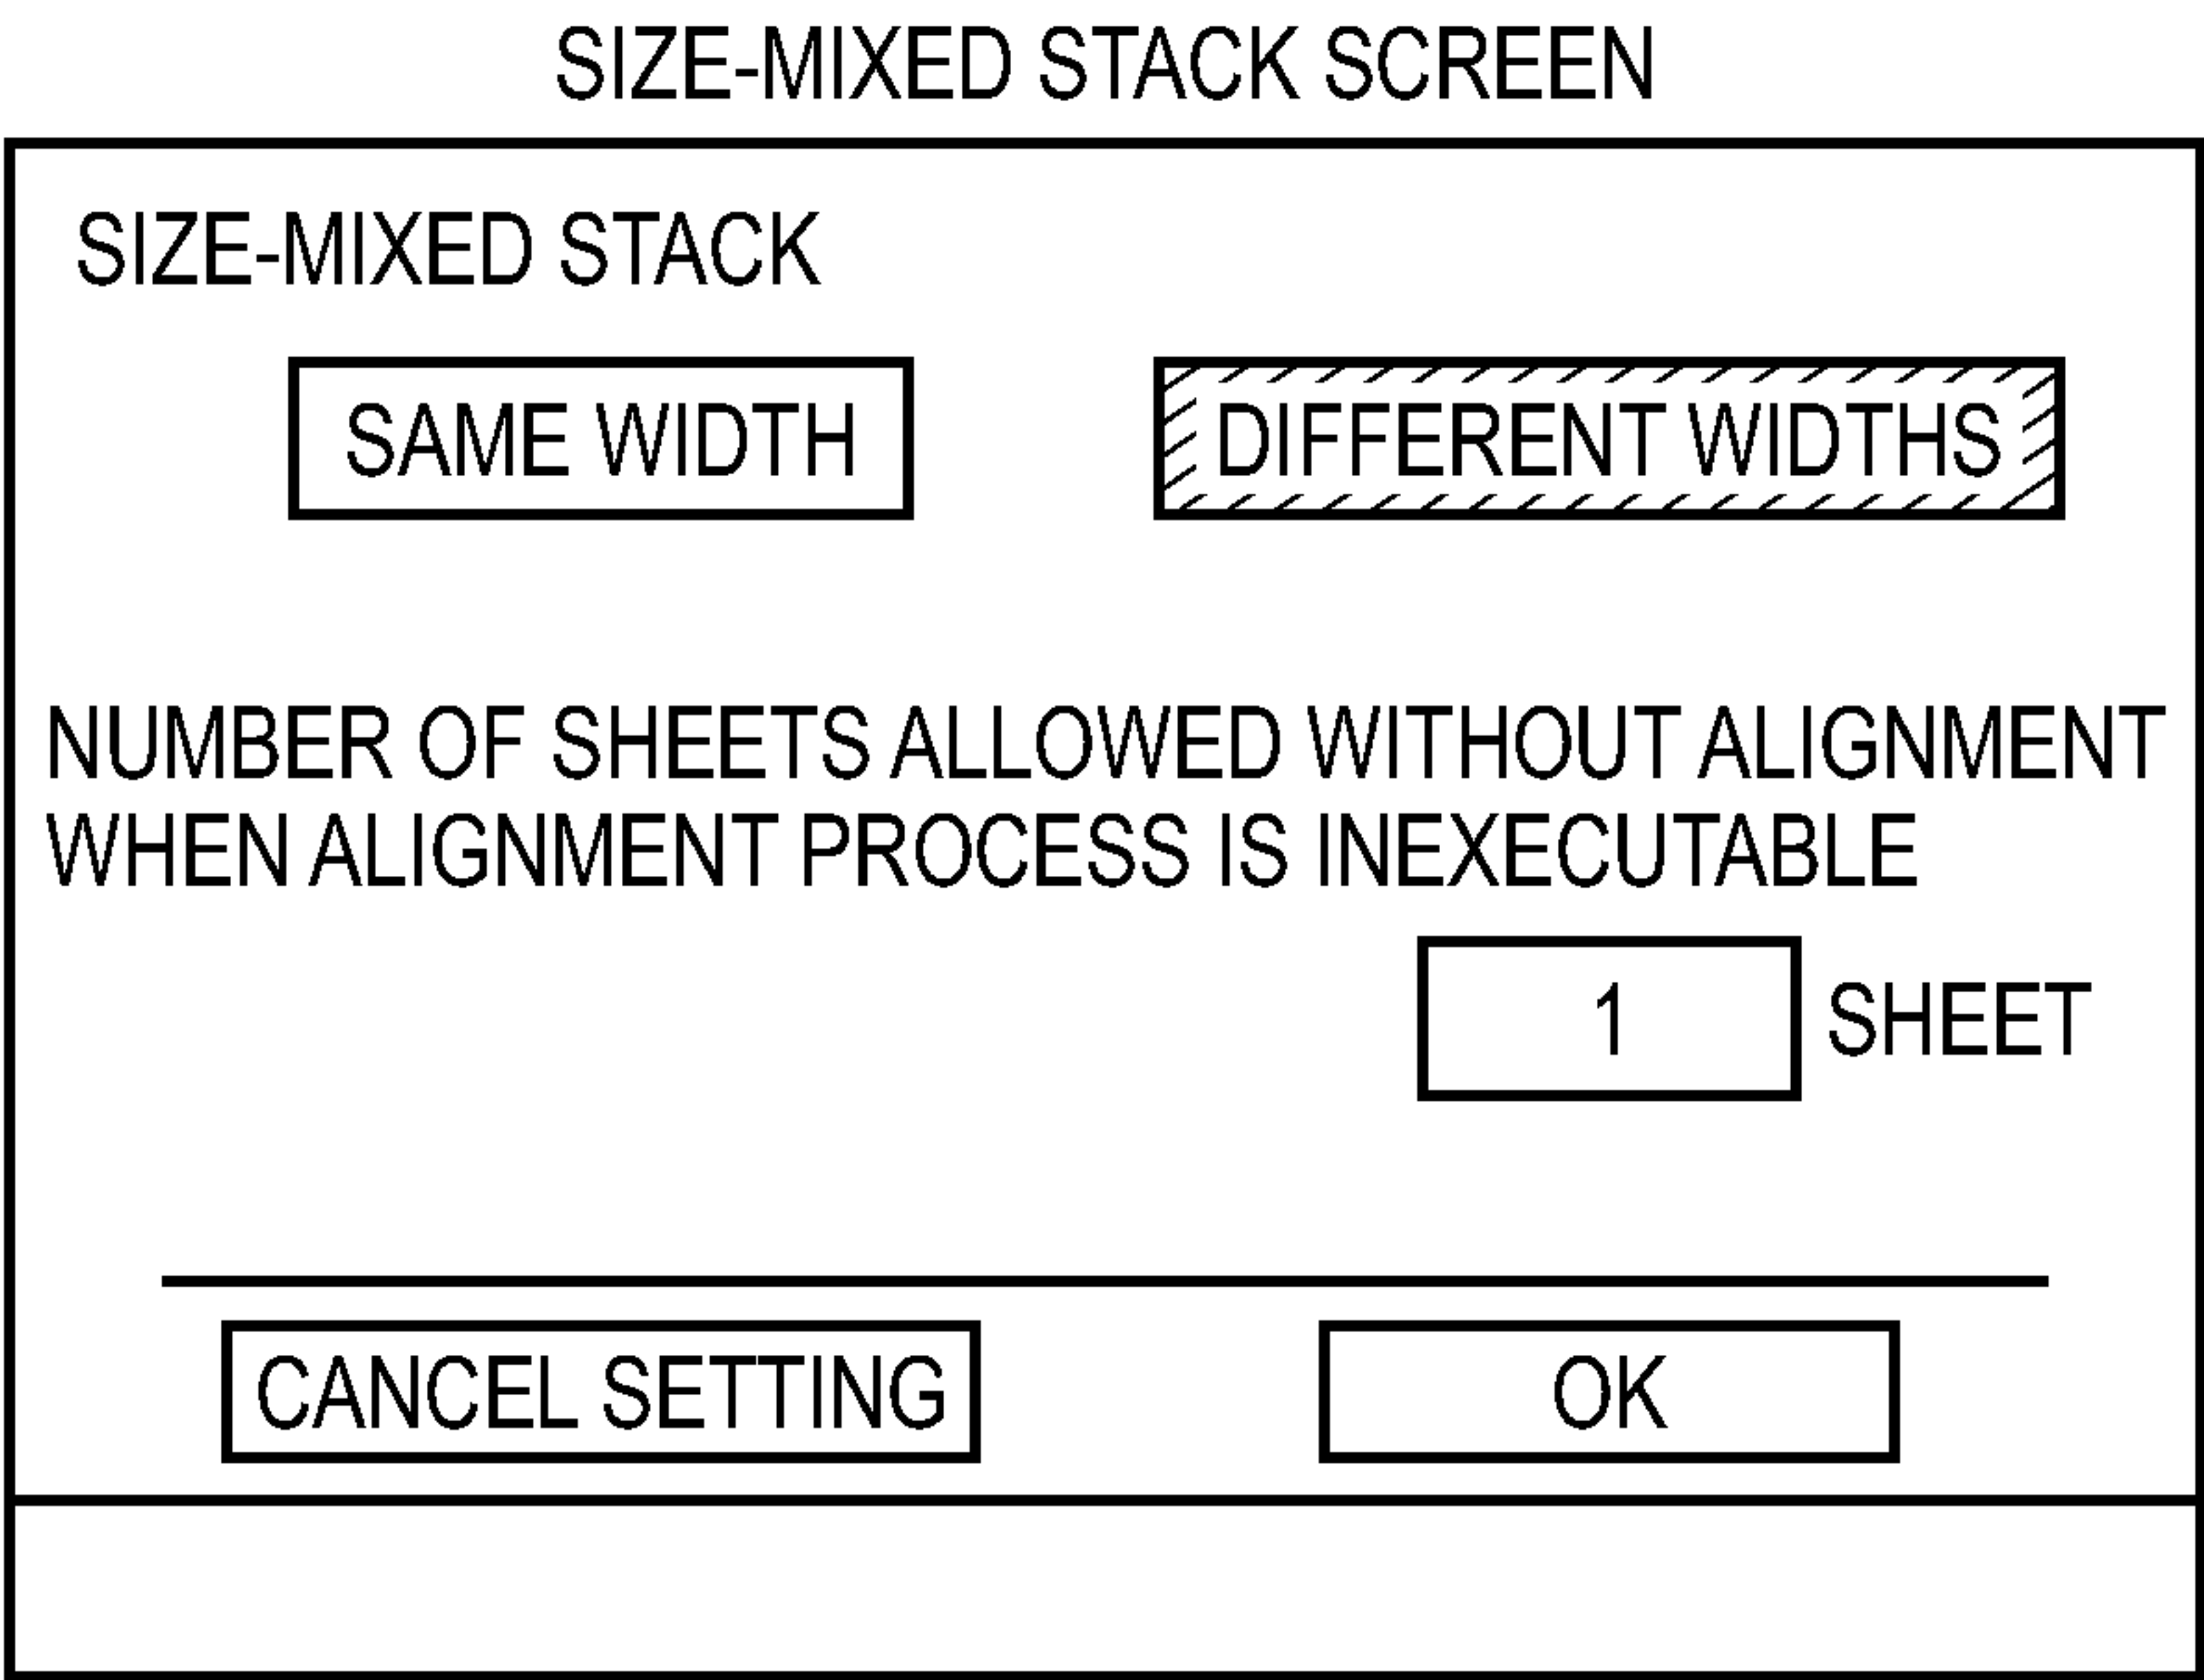 SIZE-MIXED STACK SCREEN
SIZE-MIXED STACK
SAME WIDTH
DIFFERENT WIDTHS
NUMBER OF SHEETS ALLOWED WITHOUT ALIGNMENT
WHEN ALIGNMENT PROCESS IS INEXECUTABLE
1 SHEET
CANCEL SETTING
OK